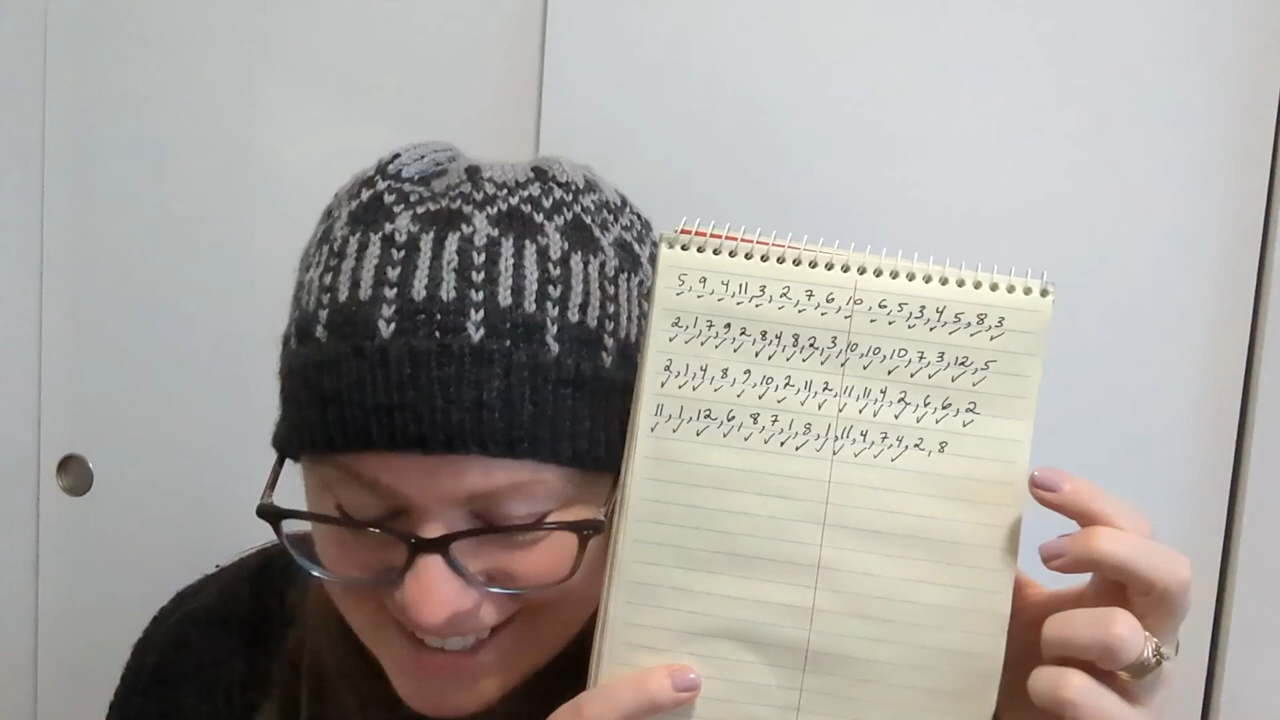 5, 9, 4, 11, 3, 2, 7, 6, 10, 6, 5, 3, 4, 5, 8, 3
2, 1, 7, 9, 2, 8, 4, 8, 2, 3, 10, 10, 10, 7, 3, 12, 5
2, 1, 4, 8, 9, 10, 2, 11, 2, 11, 11, 4, 2, 6, 6, 2
11, 1, 12, 6, 8, 7, 1, 8, 1, 11, 4, 7, 4, 2, 8